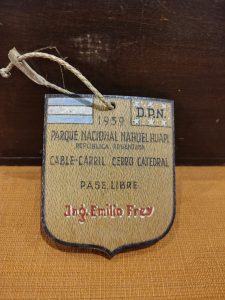 D.P.N.
1959
PARQUE NACIONAL NAHUEL HUAPI
REPUBLICA ARGENTINA
CABLE-CARRIL CERRO CATEDRAL
PASE LIBRE
Ing. Emilio Frey